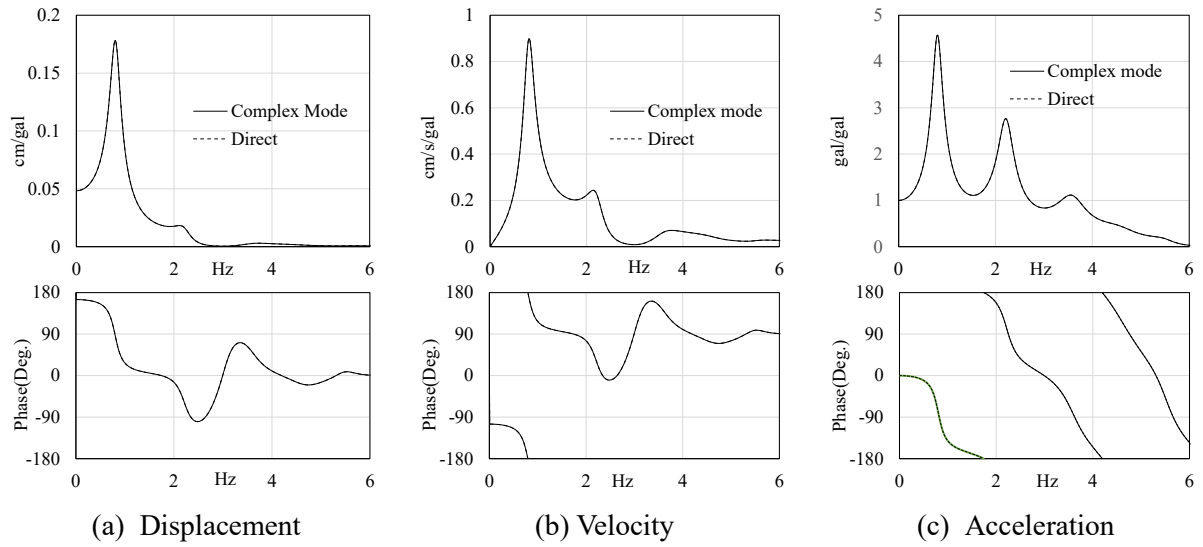 0.2
0.15
0.1
0.05
0
cm/gal
Complex Mode
Direct
0
2
Hz
4
6
180
90
0
-90
-180
Phase(Deg.)
0
2
Hz
4
6
(a) Displacement
1
0.8
0.6
0.4
0.2
0
cm/s/gal
Complex mode
Direct
0
2
Hz
4
6
180
90
0
-90
-180
Phase(Deg.)
0
2
Hz
4
6
(b) Velocity
5
4
3
2
1
0
gal/gal
Complex mode
Direct
0
2
Hz
4
6
180
90
0
-90
-180
Phase(Deg.)
0
2
Hz
4
6
(c) Acceleration